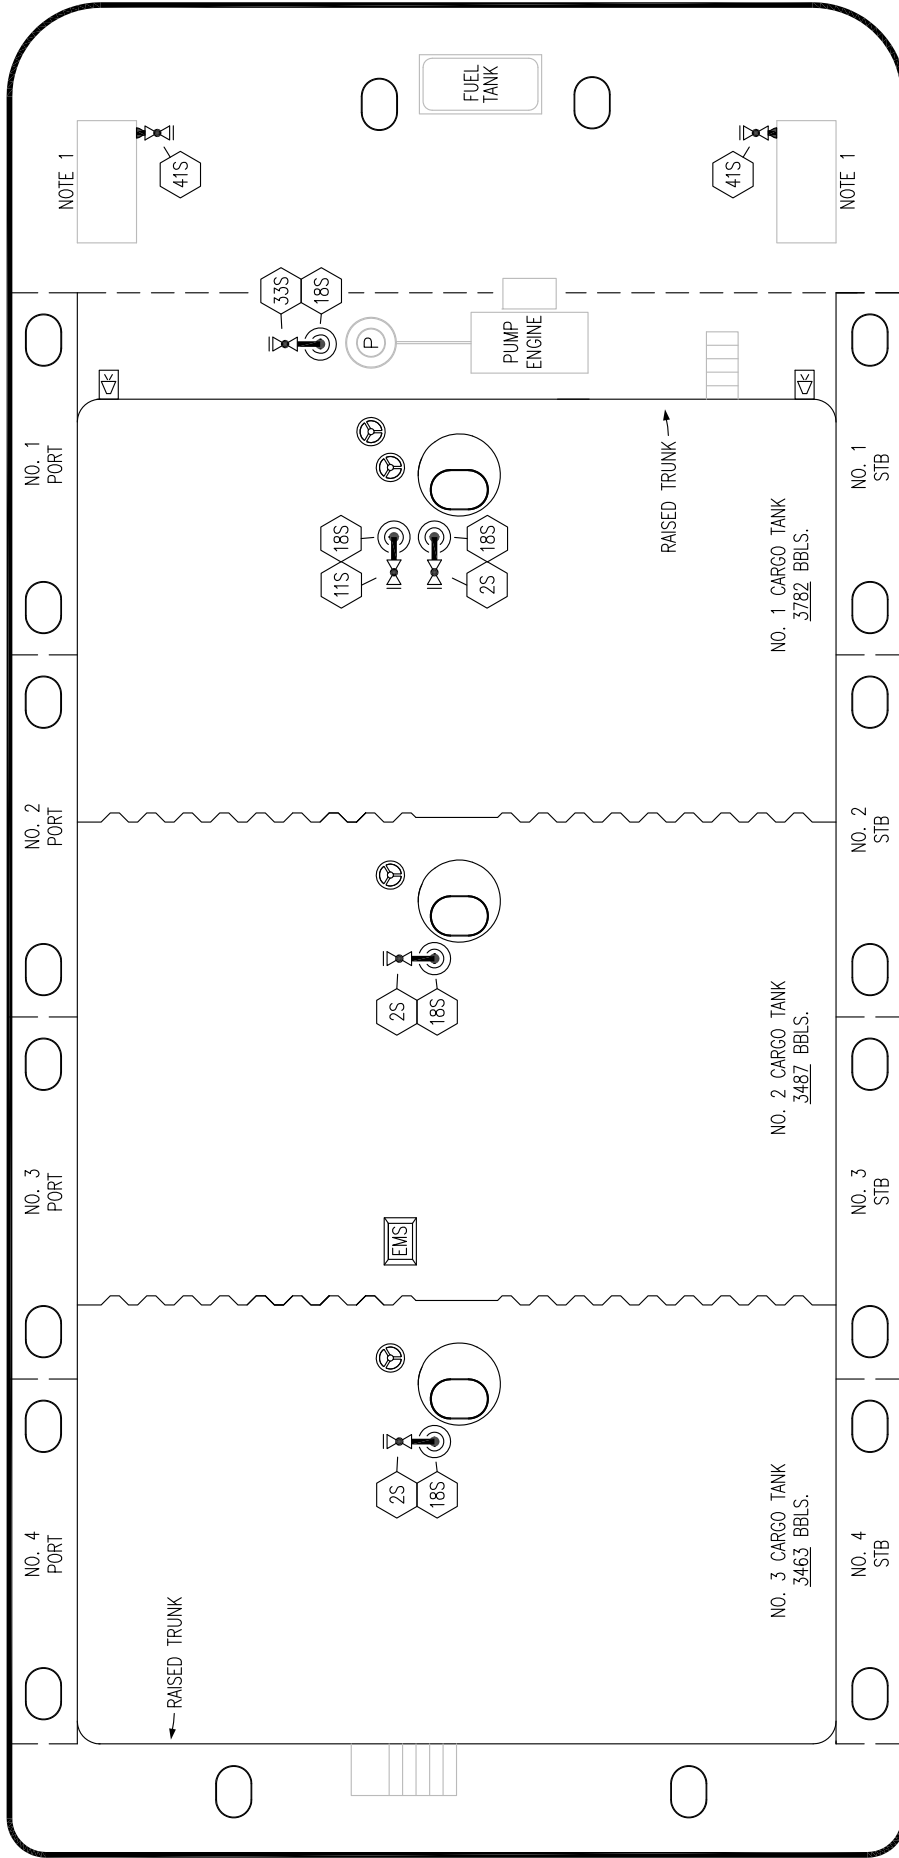 FUEL
TANK
NOTE 1
41S
41S
NOTE 1
33S
18S
P
PUMP
ENGINE
NO. 1
PORT
RAISED TRUNK
NO. 1
STB
11S
18S
18S
2S
NO. 1 CARGO TANK
3782 BBLS.
NO. 2
PORT
NO. 2
STB
2S
18S
NO. 2 CARGO TANK
3487 BBLS.
NO. 3
PORT
EMS
NO. 3
STB
2S
18S
NO. 3 CARGO TANK
3463 BBLS.
NO. 4
PORT
NO. 4
STB
RAISED TRUNK